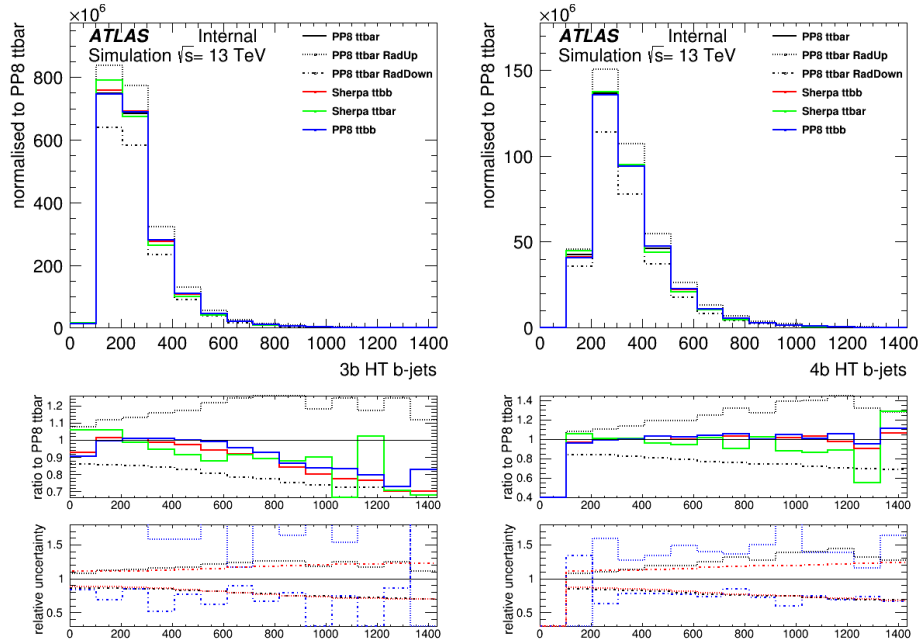 ×10⁶
ATLAS Internal
Simulation √s= 13 TeV
PP8 ttbar
PP8 ttbar RadUp
PP8 ttbar RadDown
Sherpa ttbb
Sherpa ttbar
PP8 ttbb
normalised to PP8 ttbar
800
600
400
200
0
0 200 400 600 800 1000 1200 1400
3b HT b-jets
ratio to PP8 ttbar
1.2
1.1
1
0.9
0.8
0.7
0 200 400 600 800 1000 1200 1400
relative uncertainty
1.5
1
0.5
0 200 400 600 800 1000 1200 1400
×10⁶
ATLAS Internal
Simulation √s= 13 TeV
PP8 ttbar
PP8 ttbar RadUp
PP8 ttbar RadDown
Sherpa ttbb
Sherpa ttbar
PP8 ttbb
normalised to PP8 ttbar
150
100
50
0
0 200 400 600 800 1000 1200 1400
4b HT b-jets
ratio to PP8 ttbar
1.4
1.2
1
0.8
0.6
0.4
0 200 400 600 800 1000 1200 1400
relative uncertainty
1.5
1
0.5
0 200 400 600 800 1000 1200 1400